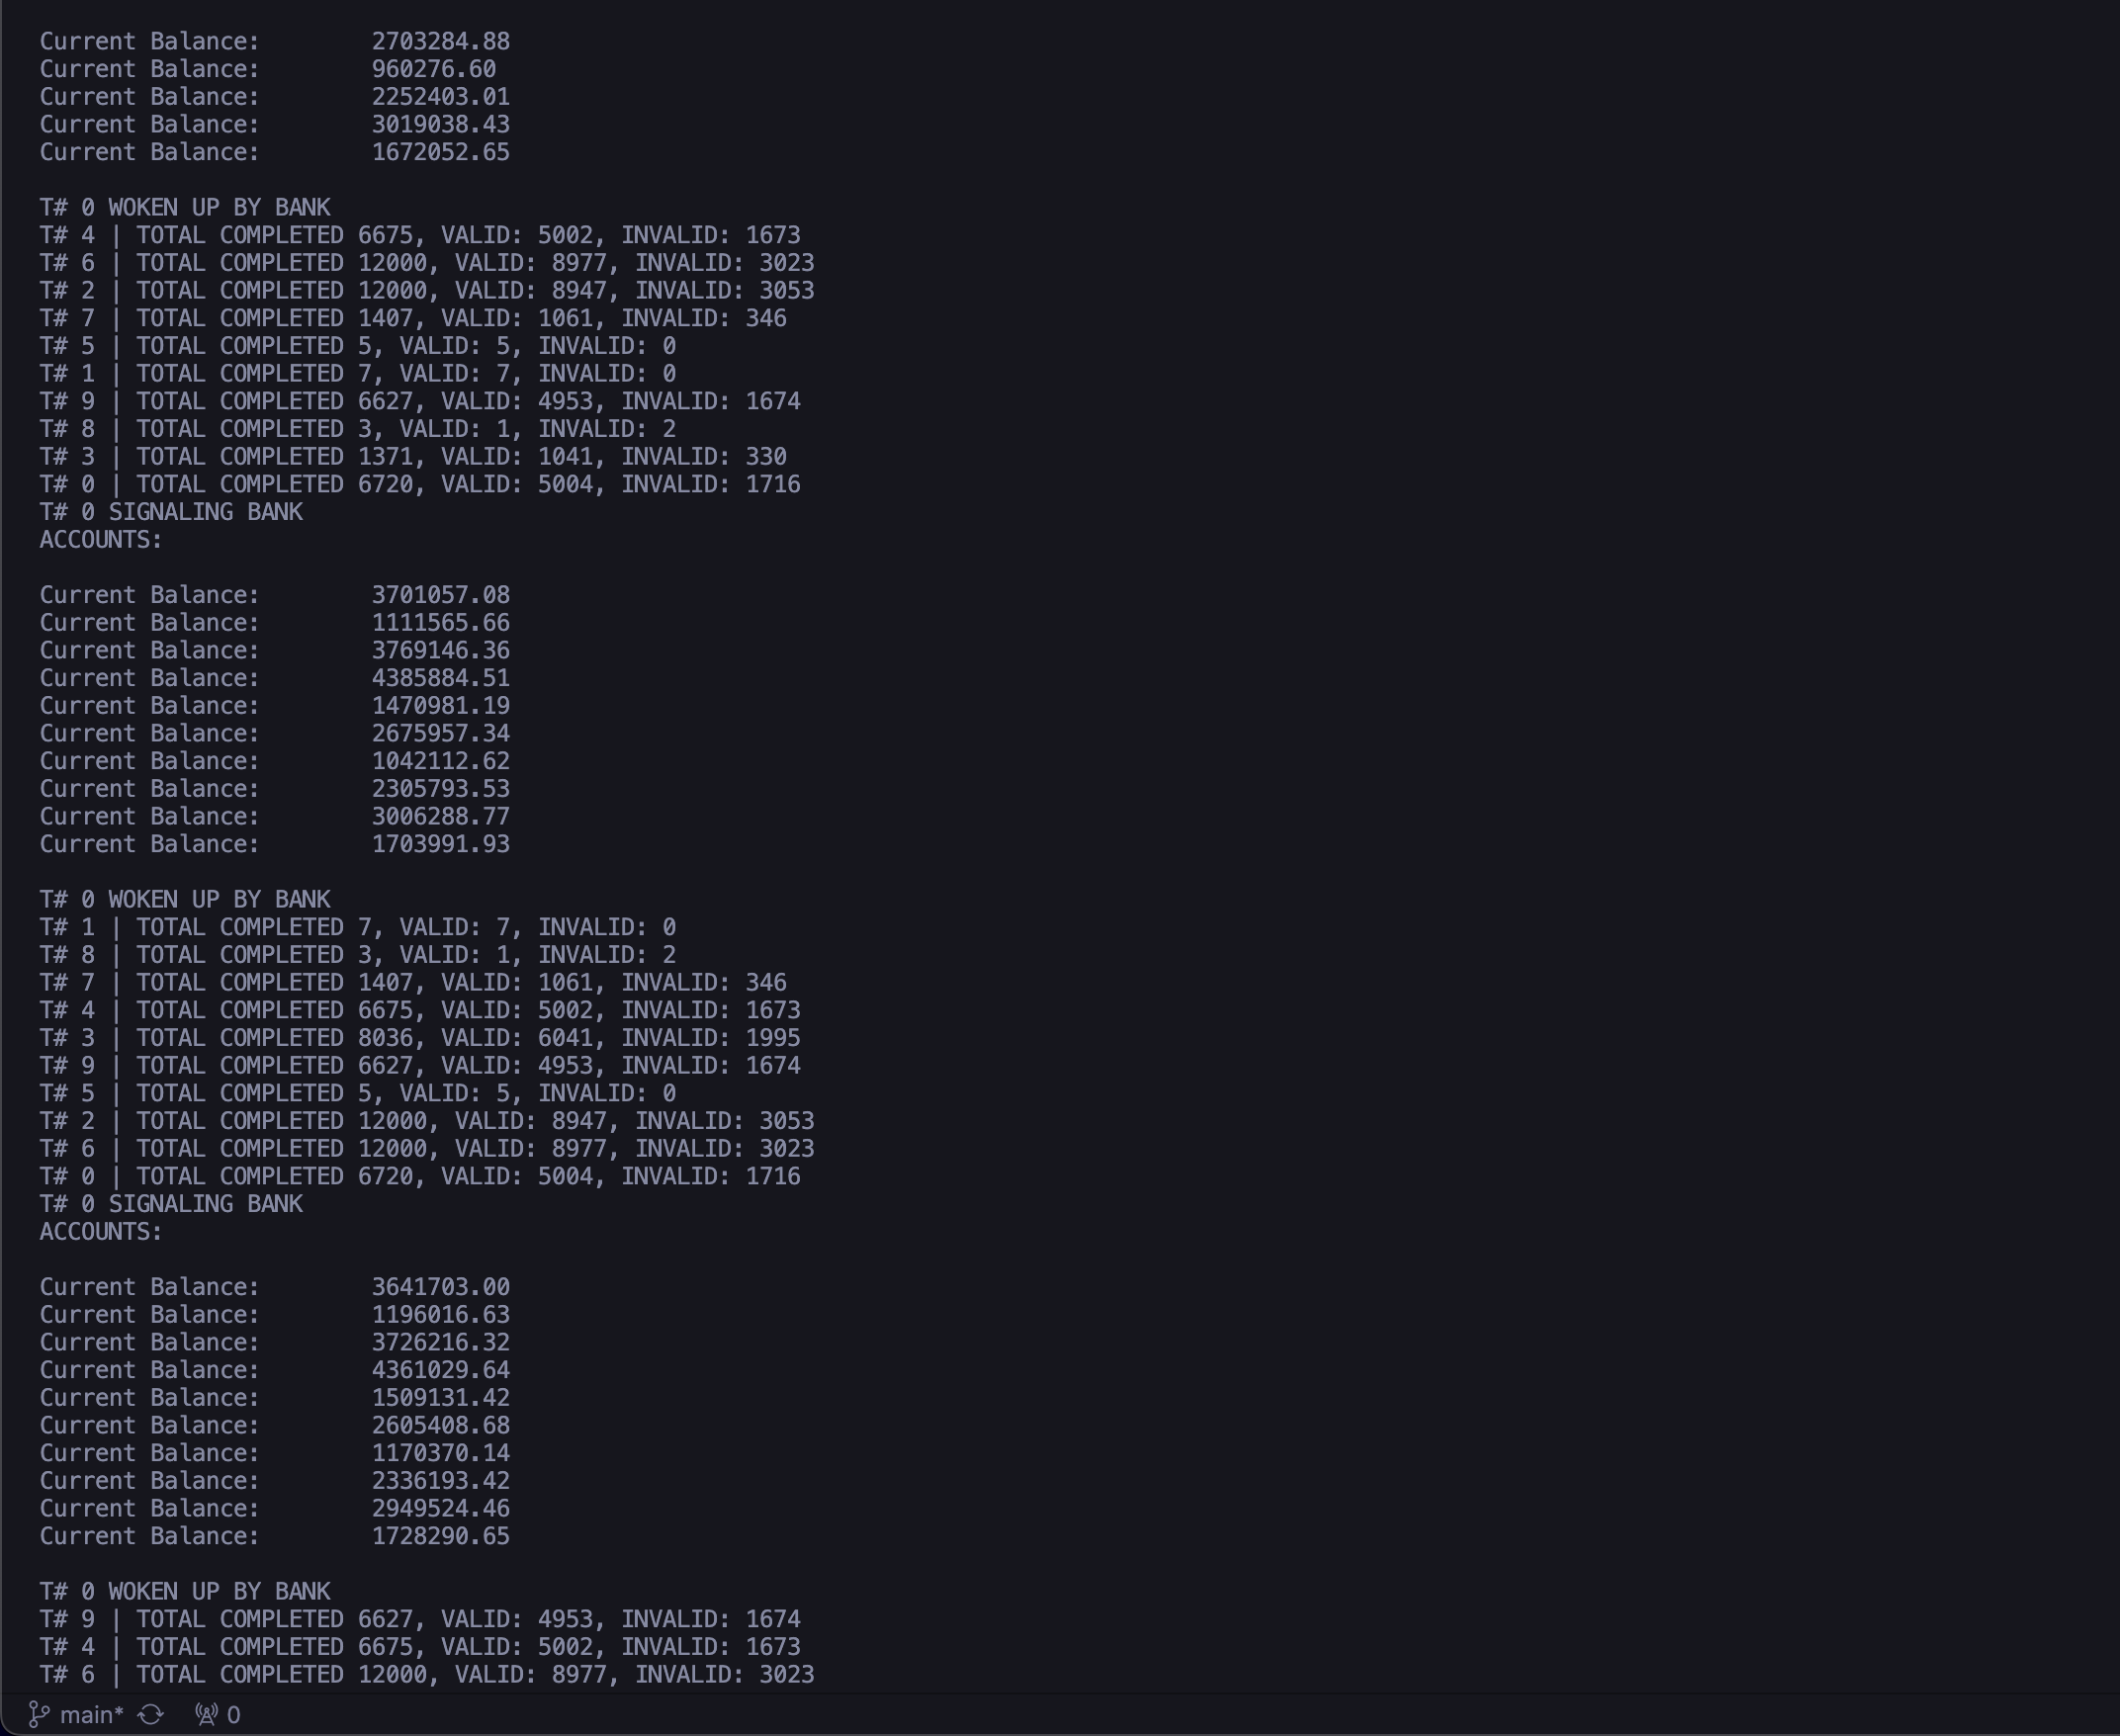 Current Balance:        2703284.88
Current Balance:        960276.60
Current Balance:        2252403.01
Current Balance:        3019038.43
Current Balance:        1672052.65

T# 0 WOKEN UP BY BANK
T# 4 | TOTAL COMPLETED 6675, VALID: 5002, INVALID: 1673
T# 6 | TOTAL COMPLETED 12000, VALID: 8977, INVALID: 3023
T# 2 | TOTAL COMPLETED 12000, VALID: 8947, INVALID: 3053
T# 7 | TOTAL COMPLETED 1407, VALID: 1061, INVALID: 346
T# 5 | TOTAL COMPLETED 5, VALID: 5, INVALID: 0
T# 1 | TOTAL COMPLETED 7, VALID: 7, INVALID: 0
T# 9 | TOTAL COMPLETED 6627, VALID: 4953, INVALID: 1674
T# 8 | TOTAL COMPLETED 3, VALID: 1, INVALID: 2
T# 3 | TOTAL COMPLETED 1371, VALID: 1041, INVALID: 330
T# 0 | TOTAL COMPLETED 6720, VALID: 5004, INVALID: 1716
T# 0 SIGNALING BANK
ACCOUNTS:

Current Balance:        3701057.08
Current Balance:        1111565.66
Current Balance:        3769146.36
Current Balance:        4385884.51
Current Balance:        1470981.19
Current Balance:        2675957.34
Current Balance:        1042112.62
Current Balance:        2305793.53
Current Balance:        3006288.77
Current Balance:        1703991.93

T# 0 WOKEN UP BY BANK
T# 1 | TOTAL COMPLETED 7, VALID: 7, INVALID: 0
T# 8 | TOTAL COMPLETED 3, VALID: 1, INVALID: 2
T# 7 | TOTAL COMPLETED 1407, VALID: 1061, INVALID: 346
T# 4 | TOTAL COMPLETED 6675, VALID: 5002, INVALID: 1673
T# 3 | TOTAL COMPLETED 8036, VALID: 6041, INVALID: 1995
T# 9 | TOTAL COMPLETED 6627, VALID: 4953, INVALID: 1674
T# 5 | TOTAL COMPLETED 5, VALID: 5, INVALID: 0
T# 2 | TOTAL COMPLETED 12000, VALID: 8947, INVALID: 3053
T# 6 | TOTAL COMPLETED 12000, VALID: 8977, INVALID: 3023
T# 0 | TOTAL COMPLETED 6720, VALID: 5004, INVALID: 1716
T# 0 SIGNALING BANK
ACCOUNTS:

Current Balance:        3641703.00
Current Balance:        1196016.63
Current Balance:        3726216.32
Current Balance:        4361029.64
Current Balance:        1509131.42
Current Balance:        2605408.68
Current Balance:        1170370.14
Current Balance:        2336193.42
Current Balance:        2949524.46
Current Balance:        1728290.65

T# 0 WOKEN UP BY BANK
T# 9 | TOTAL COMPLETED 6627, VALID: 4953, INVALID: 1674
T# 4 | TOTAL COMPLETED 6675, VALID: 5002, INVALID: 1673
T# 6 | TOTAL COMPLETED 12000, VALID: 8977, INVALID: 3023
main* 0